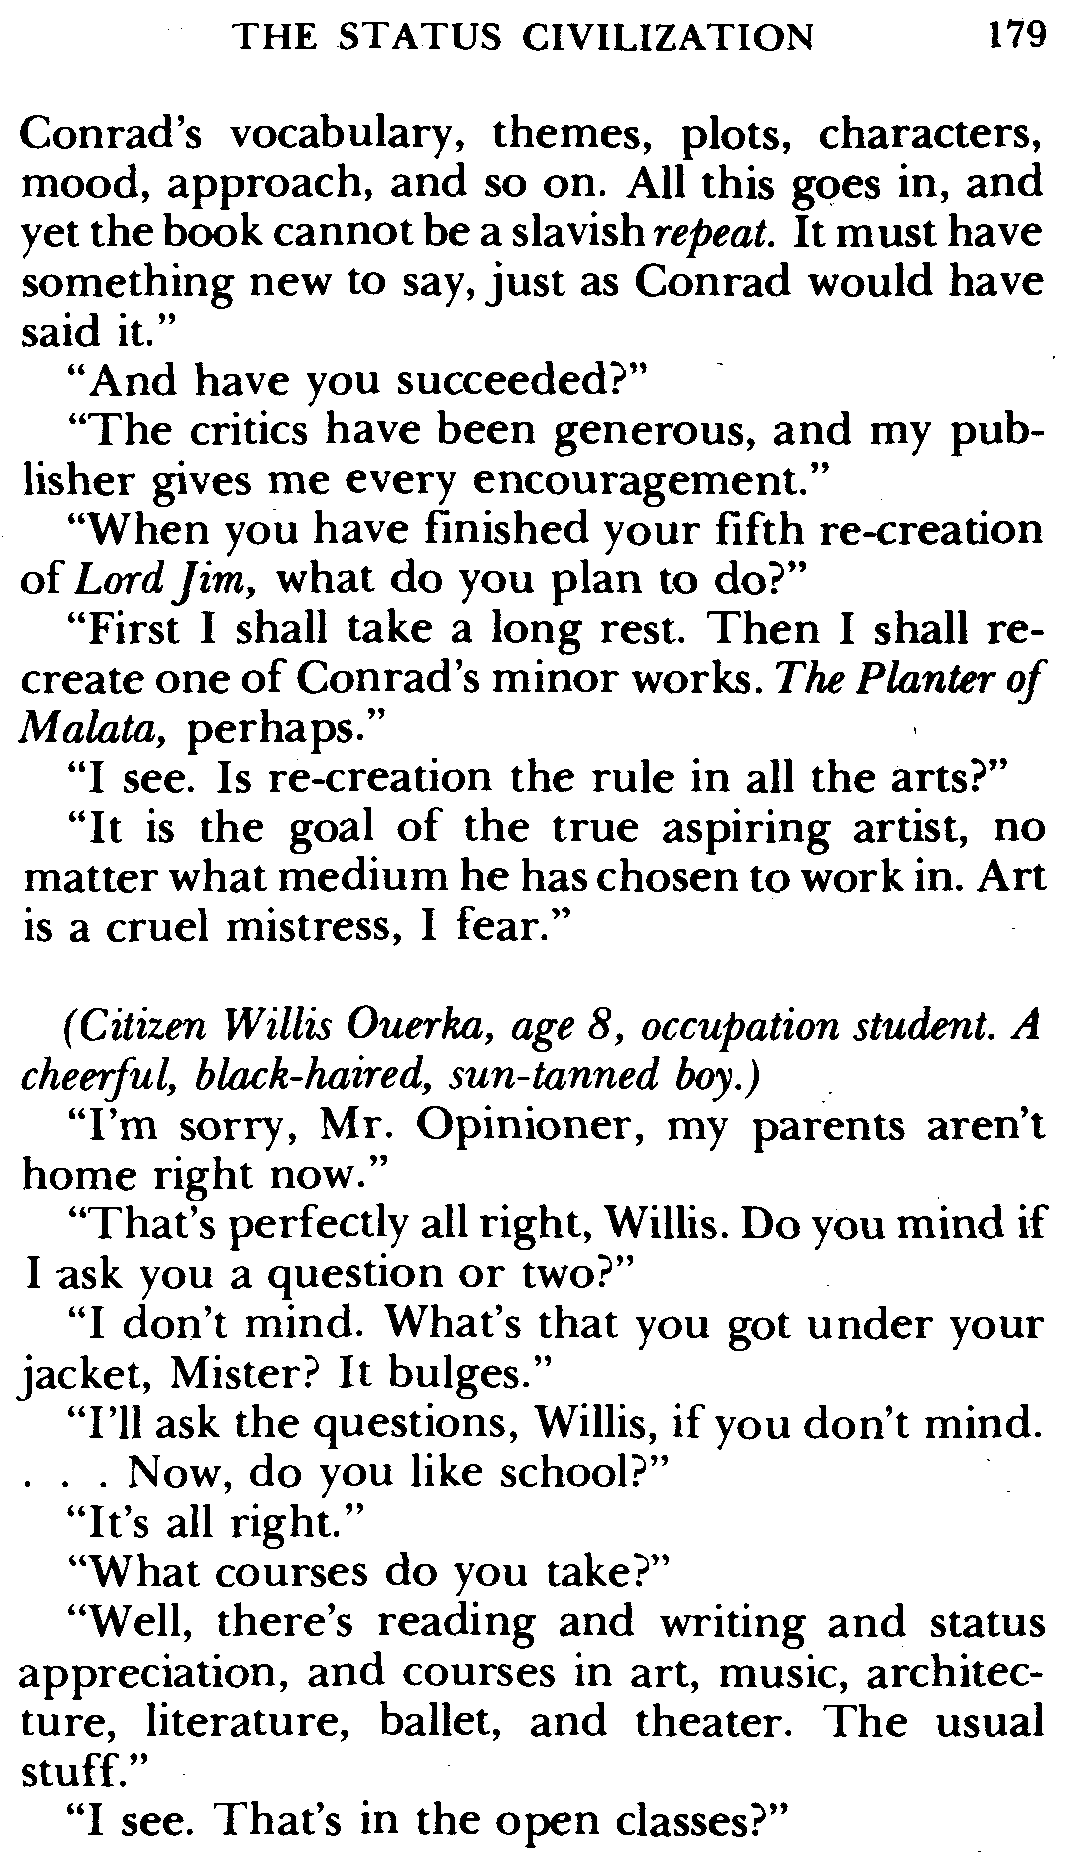 THE STATUS CIVILIZATION 179
Conrad's vocabulary, themes, plots, characters,
mood, approach, and so on. All this goes in, and
yet the book cannot be a slavish repeat. It must have
something new to say, just as Conrad would have
said it.”
“And have you succeeded?”
“The critics have been generous, and my pub-
lisher gives me every encouragement.”
“When you have finished your fifth re-creation
of Lord Jim, what do you plan to do?”
“First I shall take a long rest. Then I shall re-
create one of Conrad's minor works. The Planter of
Malata, perhaps.”
“I see. Is re-creation the rule in all the arts?”
“It is the goal of the true aspiring artist, no
matter what medium he has chosen to work in. Art
is a cruel mistress, I fear.”
(Citizen Willis Ouerka, age 8, occupation student. A
cheerful, black-haired, sun-tanned boy.)
“I'm sorry, Mr. Opinioner, my parents aren't
home right now.”
“That's perfectly all right, Willis. Do you mind if
I ask you a question or two?”
“I don't mind. What's that you got under your
jacket, Mister? It bulges.”
“I'll ask the questions, Willis, if you don't mind.
. . . Now, do you like school?”
“It's all right.”
“What courses do you take?”
“Well, there's reading and writing and status
appreciation, and courses in art, music, architec-
ture, literature, ballet, and theater. The usual
stuff.”
“I see. That's in the open classes?”